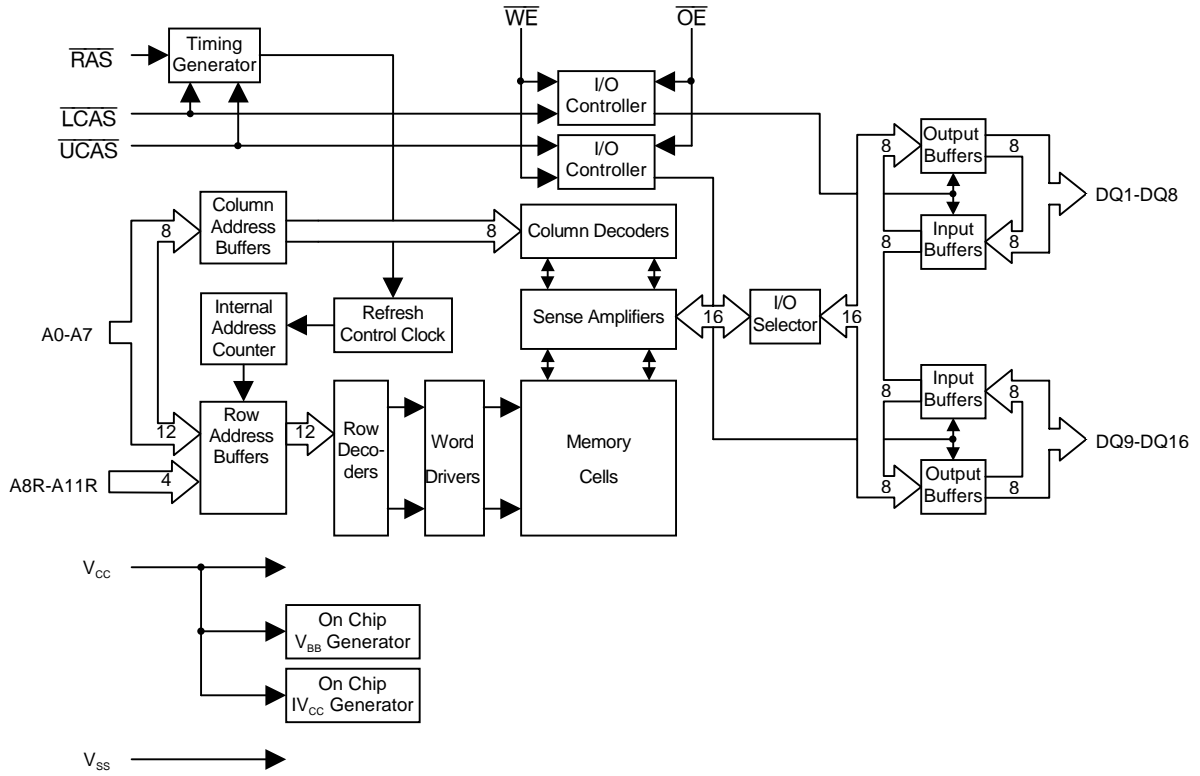 WE
OE
RAS
Timing
Generator
I/O
Controller
LCAS
UCAS
I/O
Controller
Output
Buffers
8
8
8
DQ1-DQ8
Input
Buffers
8
8
Column
Address
Buffers
8
8
Column Decoders
Internal
Address
Counter
Refresh
Control Clock
Sense Amplifiers
16
I/O
Selector
16
A0-A7
Row
Address
Buffers
12
12
Row
Deco-
ders
Word
Drivers
Memory
Cells
A8R-A11R
4
Input
Buffers
8
8
DQ9-DQ16
Output
Buffers
8
8
8
VCC
On Chip
VBB Generator
On Chip
IVCC Generator
VSS